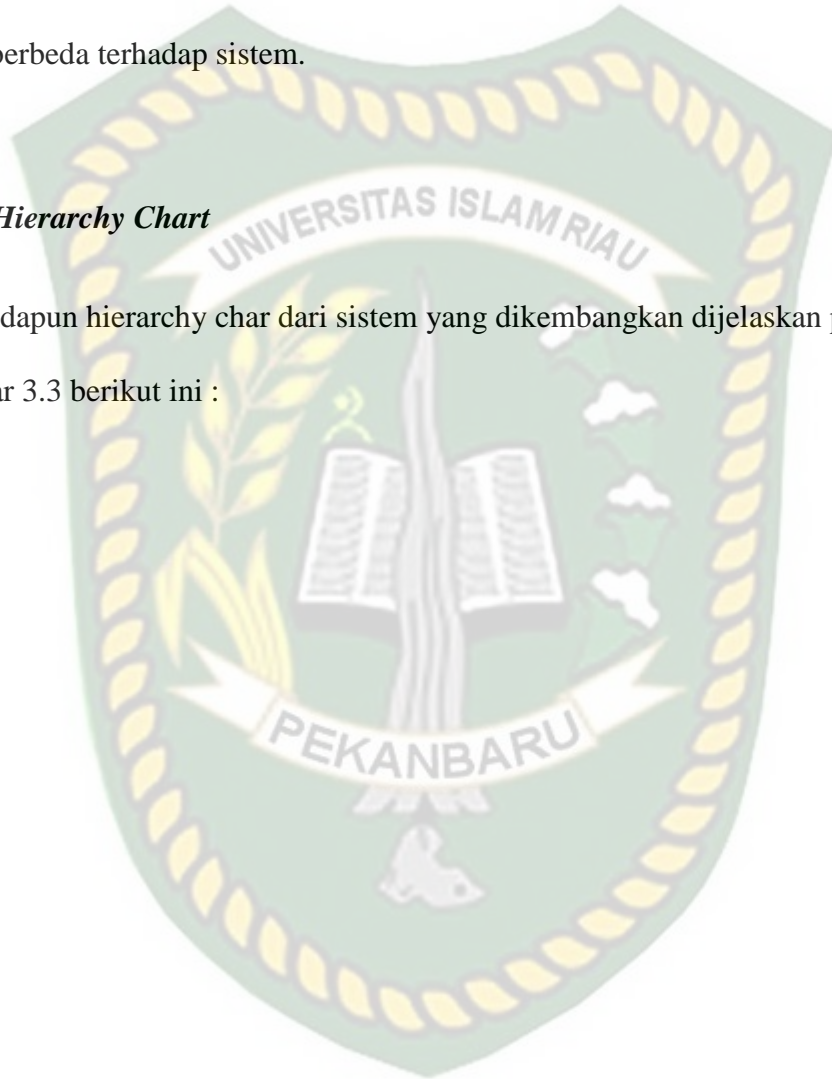 berbeda terhadap sistem.
Hierarchy Chart
UNIVERSITAS ISLAM RIAU
dapun hierarchy char dari sistem yang dikembangkan dijelaskan p
ar 3.3 berikut ini :
PEKANBARU